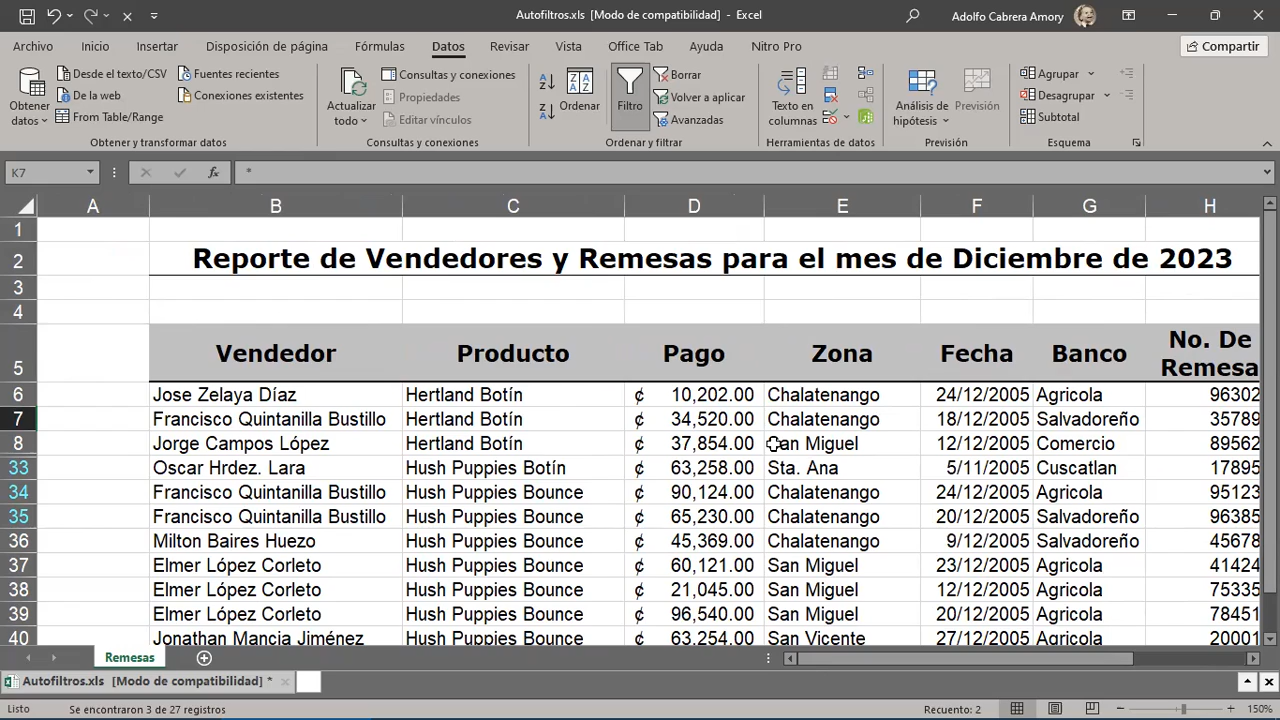 Autofiltros.xls [Modo de compatibilidad] - Excel
Adolfo Cabrera Amory
Archivo Inicio Insertar Disposición de página Fórmulas Datos Revisar Vista Office Tab Ayuda Nitro Pro Compartir
Obtener datos
Desde el texto/CSV
De la web
From Table/Range
Fuentes recientes
Conexiones existentes
Obtener y transformar datos
Actualizar todo
Consultas y conexiones
Propiedades
Editar vínculos
Consultas y conexiones
Ordenar
Filtro
Borrar
Volver a aplicar
Avanzadas
Ordenar y filtrar
Texto en columnas
Herramientas de datos
Análisis de hipótesis
Previsión
Previsión
Agrupar
Desagrupar
Subtotal
Esquema
K7 fx *
A B C D E F G H
1
2 Reporte de Vendedores y Remesas para el mes de Diciembre de 2023
3
4
5 Vendedor Producto Pago Zona Fecha Banco No. De Remesa
6 Jose Zelaya Díaz Hertland Botín ¢ 10,202.00 Chalatenango 24/12/2005 Agricola 96302
7 Francisco Quintanilla Bustillo Hertland Botín ¢ 34,520.00 Chalatenango 18/12/2005 Salvadoreño 35789
8 Jorge Campos López Hertland Botín ¢ 37,854.00 San Miguel 12/12/2005 Comercio 89562
33 Oscar Hrdez. Lara Hush Puppies Botín ¢ 63,258.00 Sta. Ana 5/11/2005 Cuscatlan 17895
34 Francisco Quintanilla Bustillo Hush Puppies Bounce ¢ 90,124.00 Chalatenango 24/12/2005 Agricola 95123
35 Francisco Quintanilla Bustillo Hush Puppies Bounce ¢ 65,230.00 Chalatenango 20/12/2005 Salvadoreño 96385
36 Milton Baires Huezo Hush Puppies Bounce ¢ 45,369.00 Chalatenango 9/12/2005 Salvadoreño 45678
37 Elmer López Corleto Hush Puppies Bounce ¢ 60,121.00 San Miguel 23/12/2005 Agricola 41424
38 Elmer López Corleto Hush Puppies Bounce ¢ 21,045.00 San Miguel 12/12/2005 Agricola 75335
39 Elmer López Corleto Hush Puppies Bounce ¢ 96,540.00 San Miguel 20/12/2005 Agricola 78451
40 Jonathan Mancia Jiménez Hush Puppies Bounce ¢ 63,254.00 San Vicente 27/12/2005 Agricola 20001
Remesas
Autofiltros.xls [Modo de compatibilidad] *
Listo Se encontraron 3 de 27 registros Recuento: 2 150%